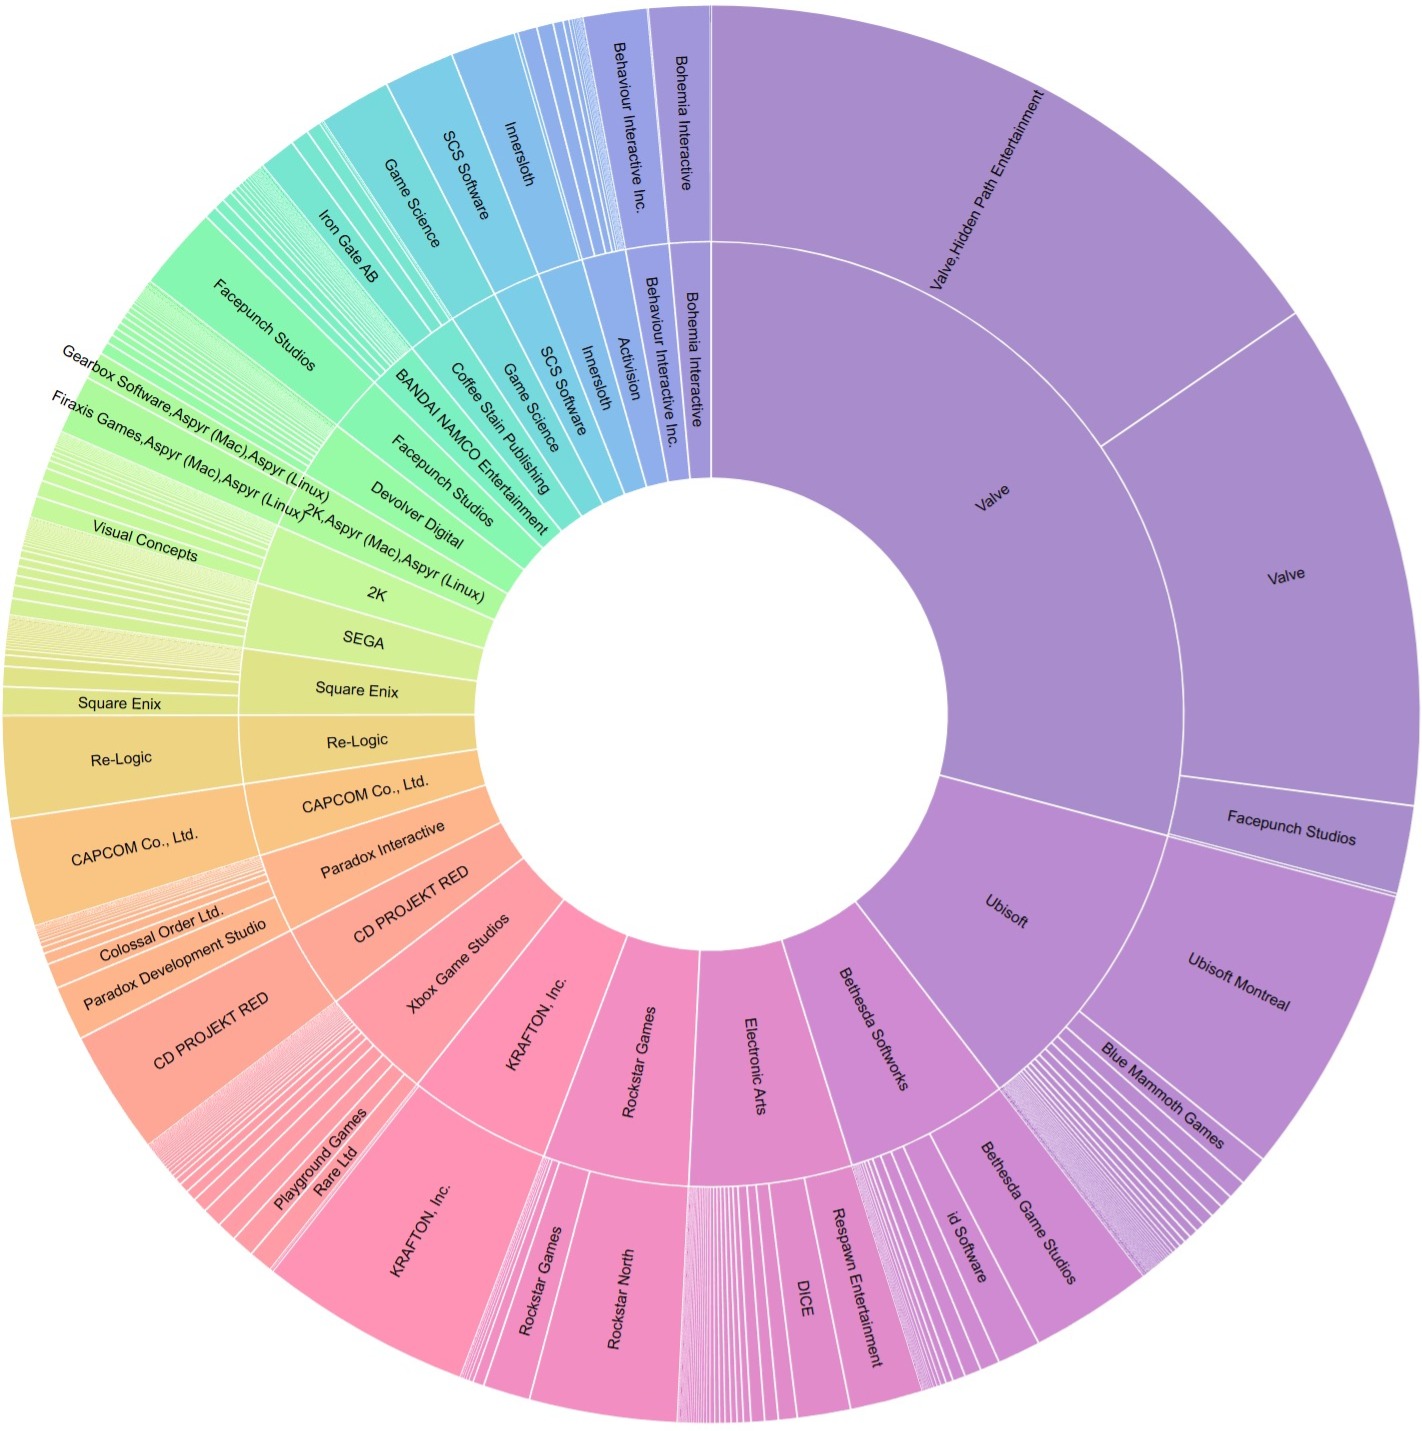 Valve
Ubisoft
Bethesda Softworks
Electronic Arts
Rockstar Games
KRAFTON, Inc.
Xbox Game Studios
CD PROJEKT RED
Paradox Interactive
CAPCOM Co., Ltd.
Re-Logic
Square Enix
SEGA
2K
2K,Aspyr (Mac),Aspyr (Linux)
Devolver Digital
Facepunch Studios
BANDAI NAMCO Entertainment
Coffee Stain Publishing
Game Science
SCS Software
Innersloth
Activision
Behaviour Interactive Inc.
Bohemia Interactive
Valve,Hidden Path Entertainment
Valve
Facepunch Studios
Ubisoft Montreal
Blue Mammoth Games
Bethesda Game Studios
id Software
Respawn Entertainment
DICE
Rockstar North
Rockstar Games
KRAFTON, Inc.
Rare Ltd
Playground Games
CD PROJEKT RED
Paradox Development Studio
Colossal Order Ltd.
CAPCOM Co., Ltd.
Re-Logic
Square Enix
Visual Concepts
Firaxis Games,Aspyr (Mac),Aspyr (Linux)
Gearbox Software,Aspyr (Mac),Aspyr (Linux)
Facepunch Studios
Iron Gate AB
Game Science
SCS Software
Innersloth
Behaviour Interactive Inc.
Bohemia Interactive